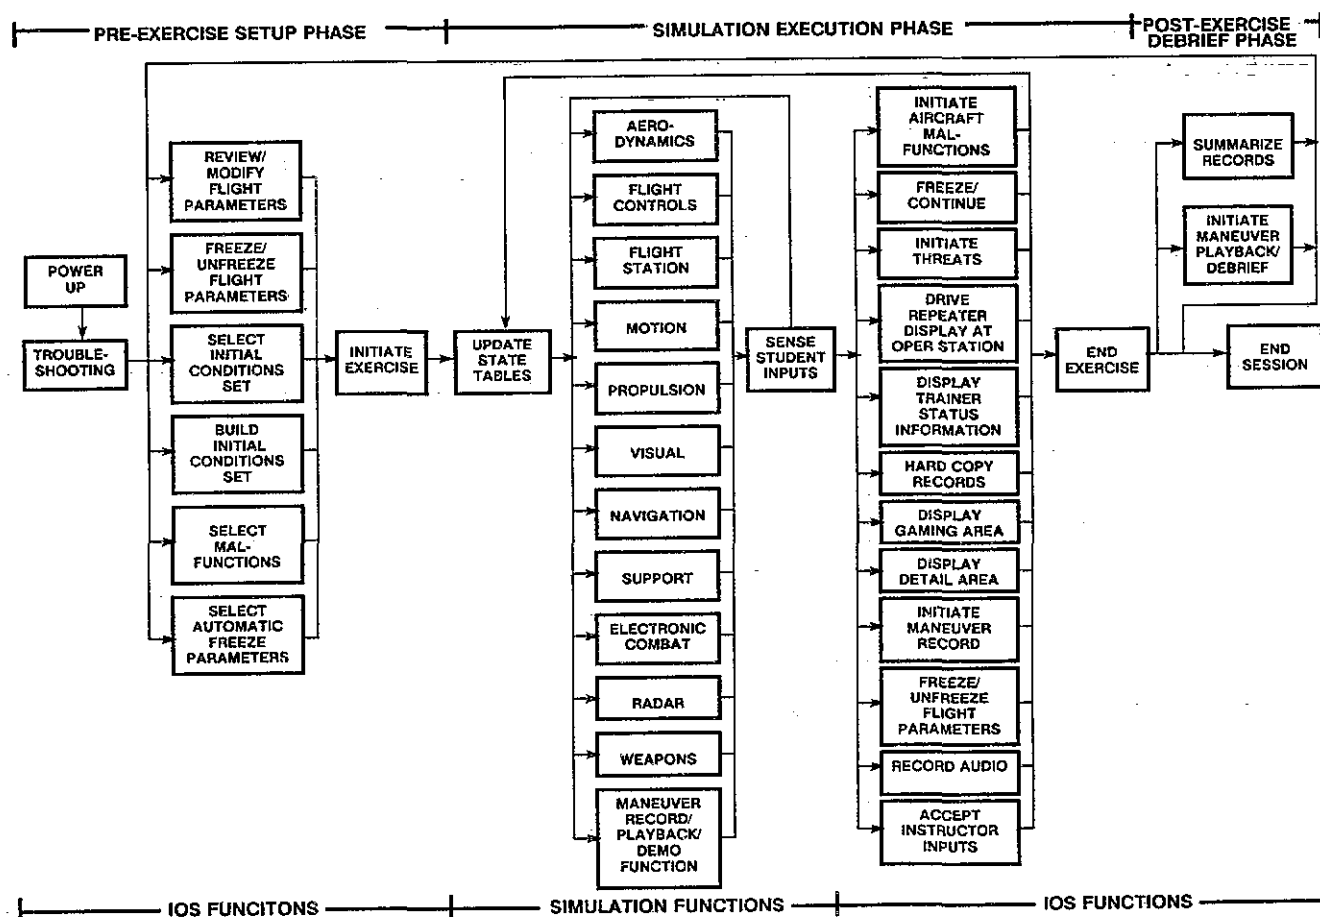 PRE-EXERCISE SETUP PHASE
SIMULATION EXECUTION PHASE
POST-EXERCISE
DEBRIEF PHASE
POWER
UP
TROUBLE-
SHOOTING
REVIEW/
MODIFY
FLIGHT
PARAMETERS
FREEZE/
UNFREEZE
FLIGHT
PARAMETERS
SELECT
INITIAL
CONDITIONS
SET
BUILD
INITIAL
CONDITIONS
SET
SELECT
MAL-
FUNCTIONS
SELECT
AUTOMATIC
FREEZE
PARAMETERS
INITIATE
EXERCISE
UPDATE
STATE
TABLES
AERO-
DYNAMICS
FLIGHT
CONTROLS
FLIGHT
STATION
MOTION
PROPULSION
VISUAL
NAVIGATION
SUPPORT
ELECTRONIC
COMBAT
RADAR
WEAPONS
MANEUVER
RECORD/
PLAYBACK/
DEMO
FUNCTION
SENSE
STUDENT
INPUTS
INITIATE
AIRCRAFT
MAL-
FUNCTIONS
FREEZE/
CONTINUE
INITIATE
THREATS
DRIVE
REPEATER
DISPLAY AT
OPER STATION
DISPLAY
TRAINER
STATUS
INFORMATION
HARD COPY
RECORDS
DISPLAY
GAMING AREA
DISPLAY
DETAIL AREA
INITIATE
MANEUVER
RECORD
FREEZE/
UNFREEZE
FLIGHT
PARAMETERS
RECORD AUDIO
ACCEPT
INSTRUCTOR
INPUTS
END
EXERCISE
SUMMARIZE
RECORDS
INITIATE
MANEUVER
PLAYBACK/
DEBRIEF
END
SESSION
IOS FUNCITONS
SIMULATION FUNCTIONS
IOS FUNCTIONS